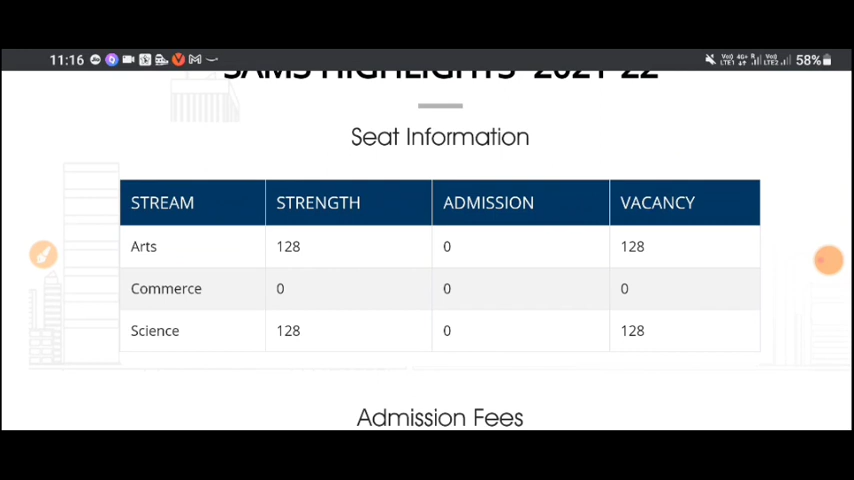 11:16 58%
SAMS HIGHLIGHTS 2021-22
Seat Information
STREAM STRENGTH ADMISSION VACANCY
Arts 128 0 128
Commerce 0 0 0
Science 128 0 128
Admission Fees